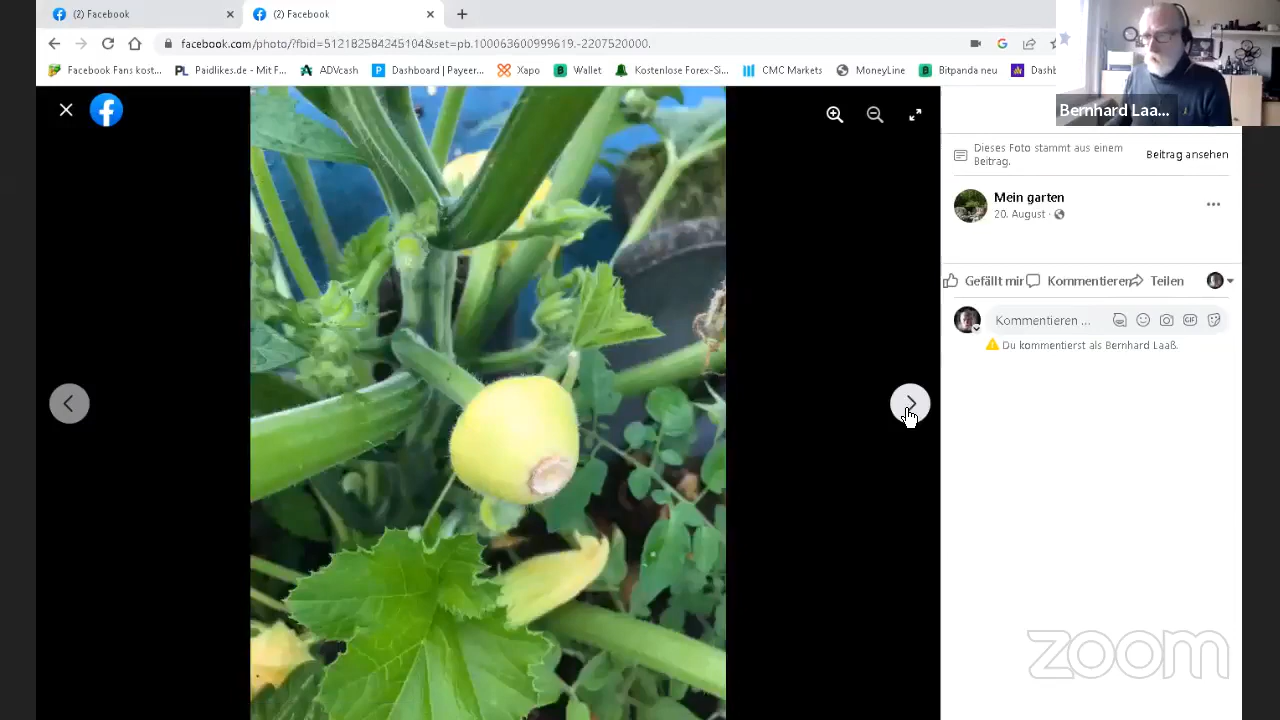 (2) Facebook
(2) Facebook
facebook.com/photo/?fbid=512182584245104&set=pb.100063600999619.-2207520000.
Facebook Fans kost...
Paidlikes.de - Mit F...
ADVcash
Dashboard | Payeer...
Xapo
Wallet
Kostenlose Forex-Si...
CMC Markets
MoneyLine
Bitpanda neu
Dashb
Bernhard Laa...
Dieses Foto stammt aus einem
Beitrag.
Beitrag ansehen
Mein garten
20. August ·
Gefällt mir
Kommentieren
Teilen
Kommentieren ...
GIF
Du kommentierst als Bernhard Laaß.
zoom